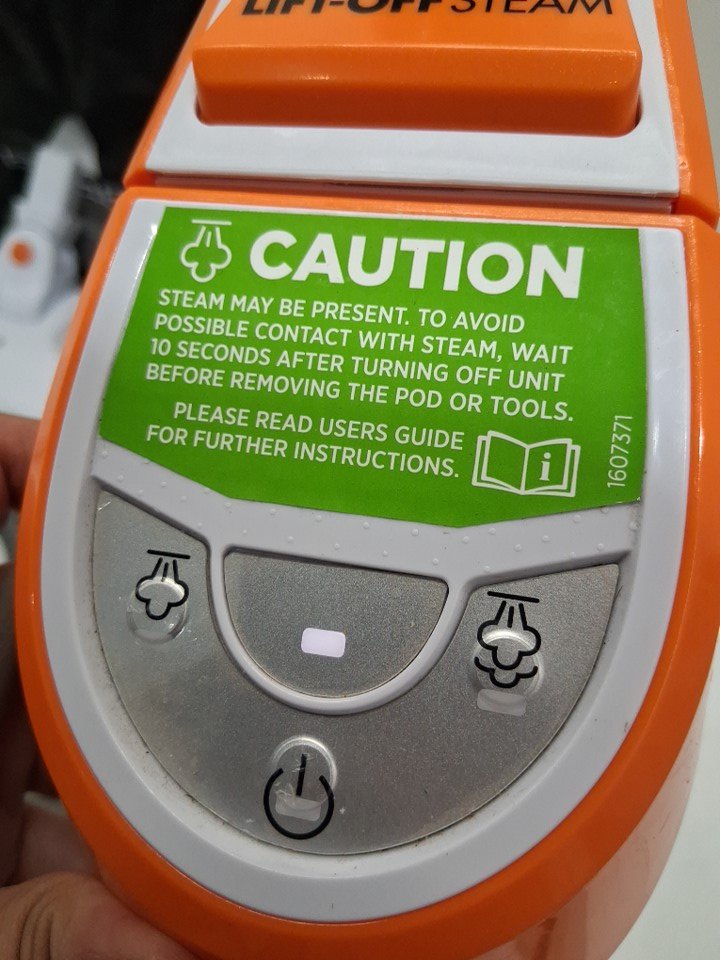 LIFT-OFF STEAM
CAUTION
STEAM MAY BE PRESENT. TO AVOID
POSSIBLE CONTACT WITH STEAM, WAIT
10 SECONDS AFTER TURNING OFF UNIT
BEFORE REMOVING THE POD OR TOOLS.
PLEASE READ USERS GUIDE
FOR FURTHER INSTRUCTIONS.
i
1607371